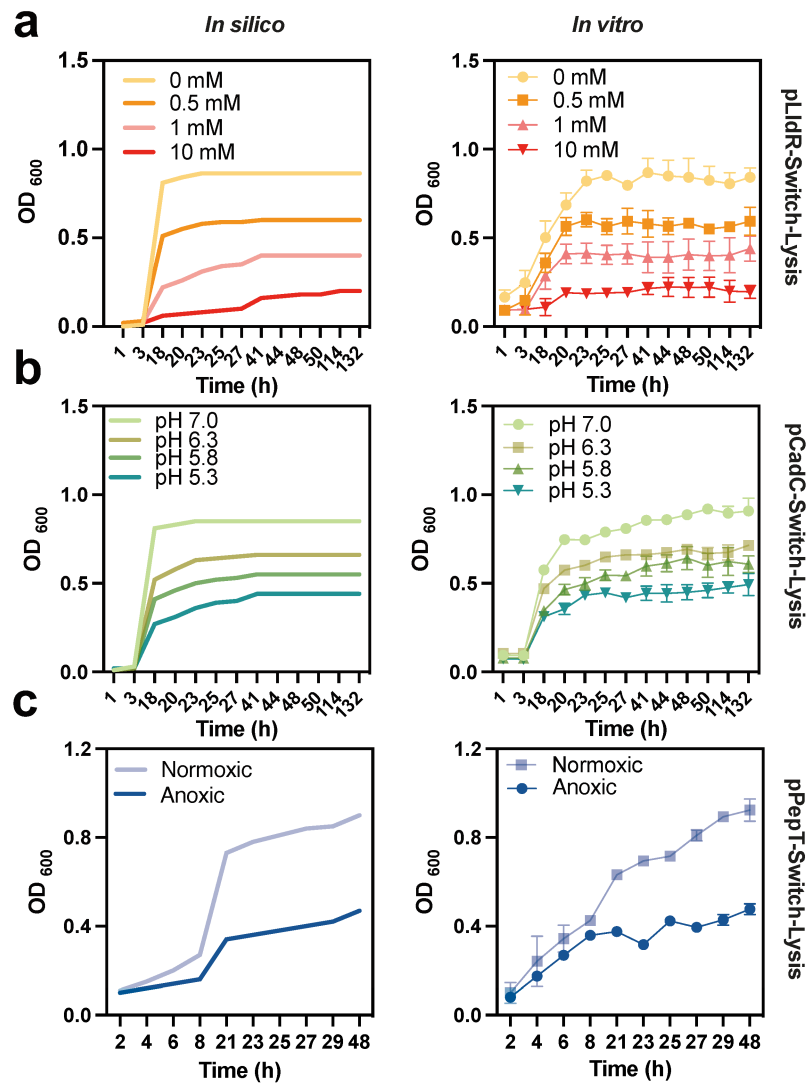 a
In silico
In vitro
OD 600
1.5
1.0
0.5
0.0
0 mM
0.5 mM
1 mM
10 mM
1 3 18 20 23 25 27 41 44 48 50 114 132
Time (h)
OD 600
1.5
1.0
0.5
0.0
0 mM
0.5 mM
1 mM
10 mM
1 3 18 20 23 25 27 41 44 48 50 114 132
Time (h)
pLldR-Switch-Lysis
b
OD 600
1.5
1.0
0.5
0.0
pH 7.0
pH 6.3
pH 5.8
pH 5.3
1 3 18 20 23 25 27 41 44 48 50 114 132
Time (h)
OD 600
1.5
1.0
0.5
0.0
pH 7.0
pH 6.3
pH 5.8
pH 5.3
1 3 18 20 23 25 27 41 44 48 50 114 132
Time (h)
pCadC-Switch-Lysis
c
OD 600
1.2
0.8
0.4
0.0
Normoxic
Anoxic
2 4 6 8 21 23 25 27 29 48
Time (h)
OD 600
1.2
0.8
0.4
0.0
Normoxic
Anoxic
2 4 6 8 21 23 25 27 29 48
Time (h)
pPepT-Switch-Lysis